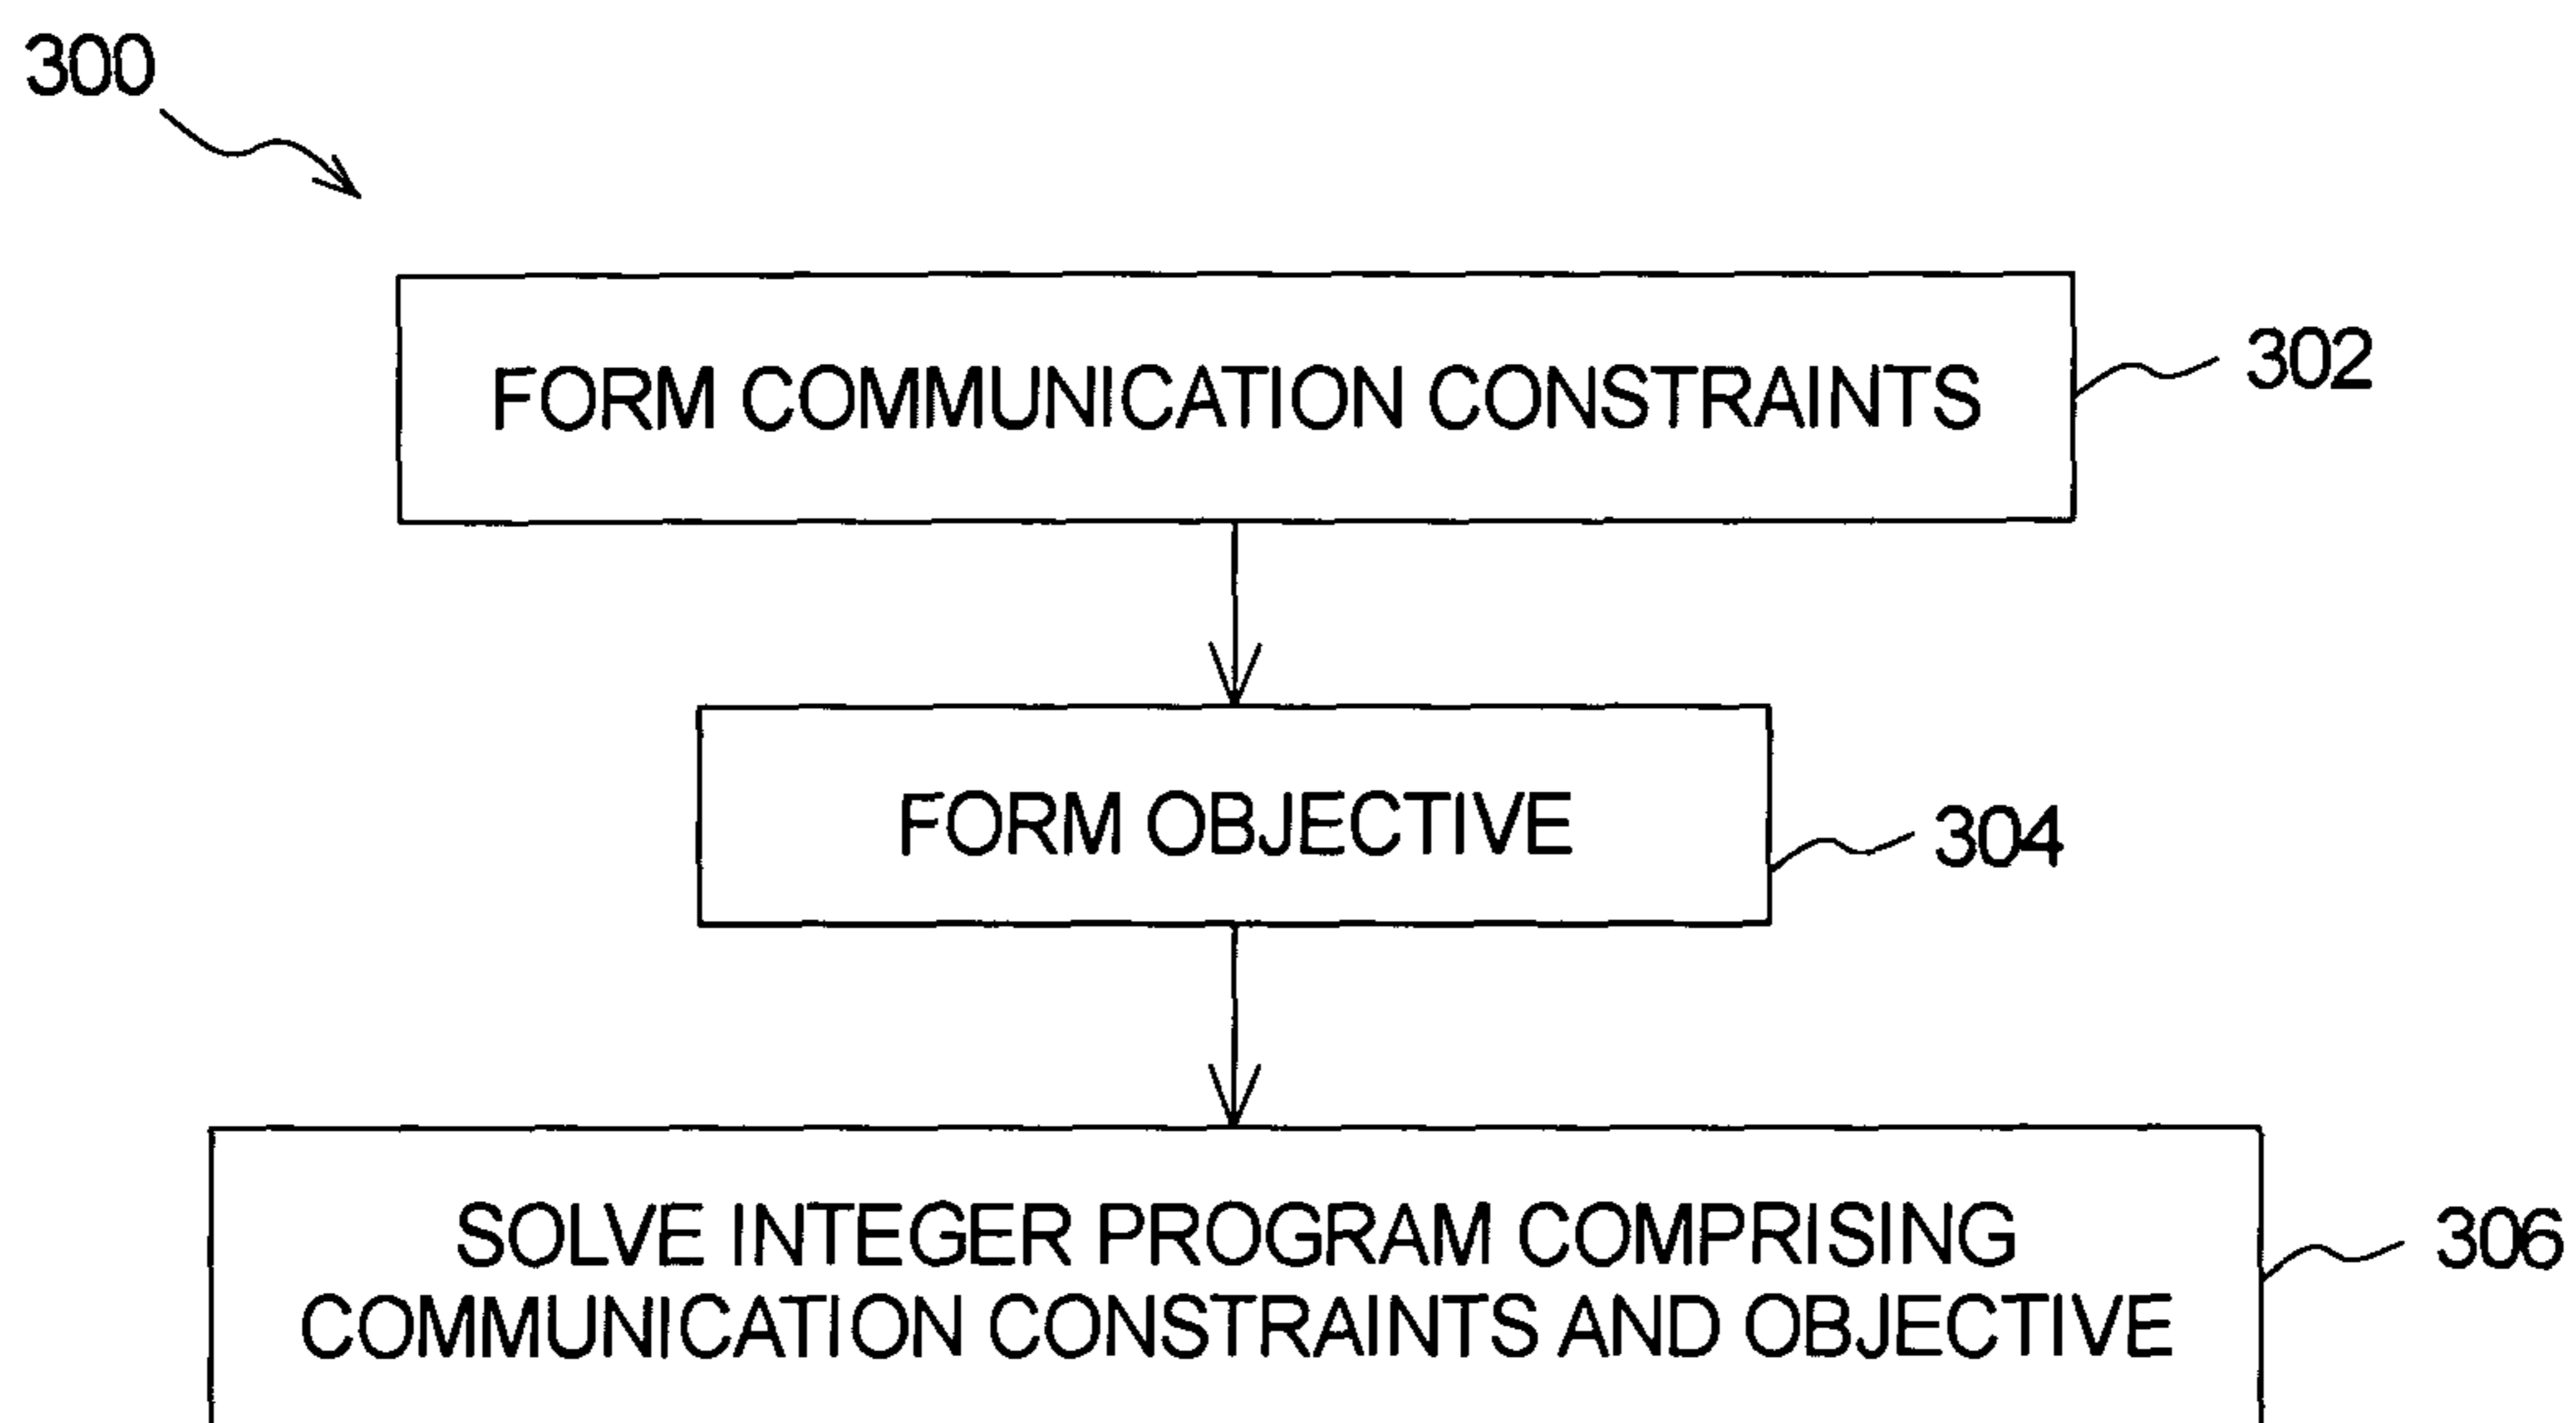 300
FORM COMMUNICATION CONSTRAINTS
302
FORM OBJECTIVE
304
SOLVE INTEGER PROGRAM COMPRISING
COMMUNICATION CONSTRAINTS AND OBJECTIVE
306